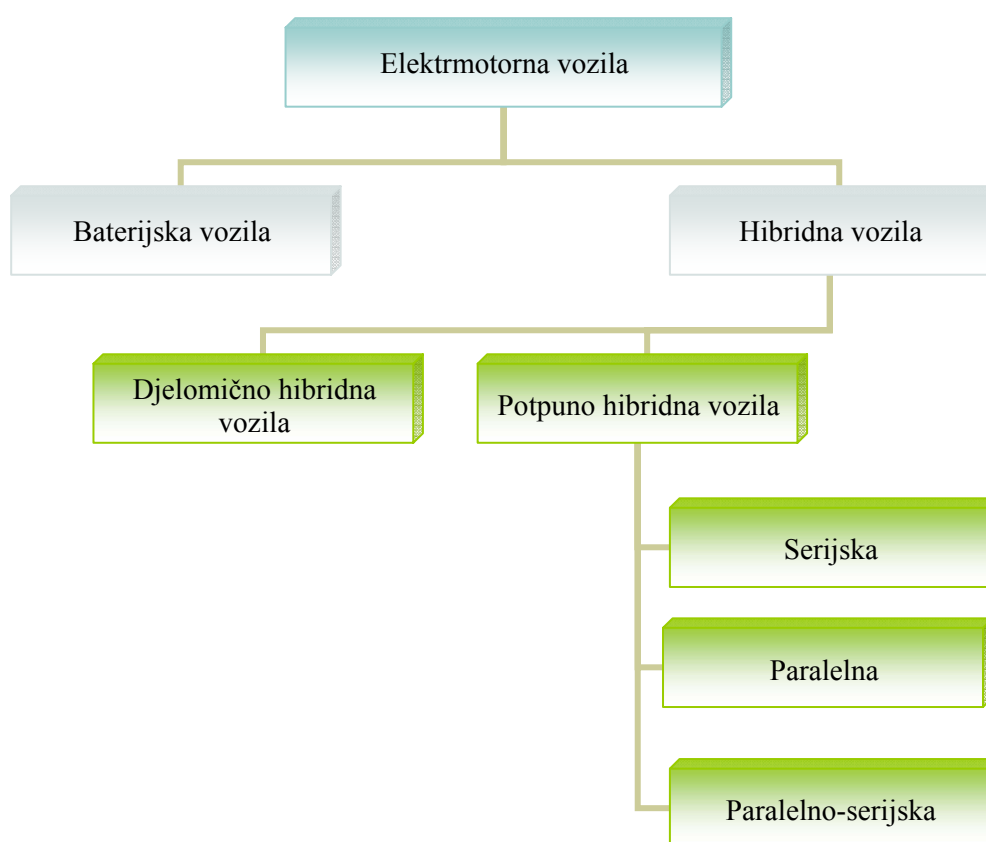 Elektrmotorna vozila
Baterijska vozila
Hibridna vozila
Djelomično hibridna
vozila
Potpuno hibridna vozila
Serijska
Paralelna
Paralelno-serijska